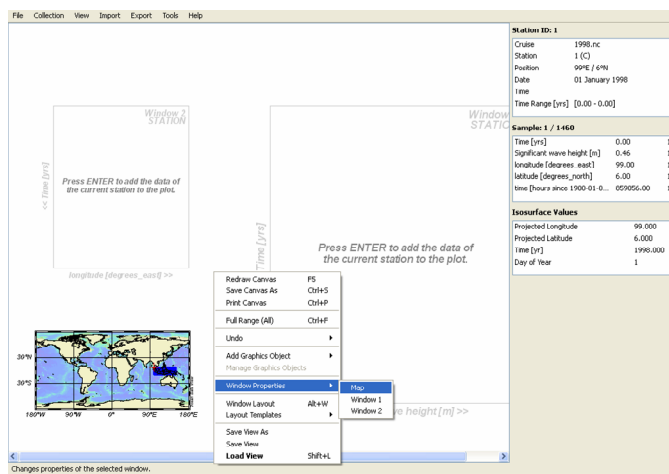 File Collection View Import Export Tools Help
Station ID: 1
Cruise 1998.nc
Station 1 (C)
Position 99°E / 6°N
Date 01 January 1998
Time
Time Range [yrs] [0.00 - 0.00]
Sample: 1 / 1460
Time [yrs] 0.00 1
Significant wave height [m] 0.46 1
longitude [degrees_east] 99.00 1
latitude [degrees_north] 6.00 1
time [hours since 1900-01-0... 859056.00 1
Isosurface Values
Projected Longitude 99.000
Projected Latitude 6.000
Time [yr] 1998.000
Day of Year 1
Window 2
STATION
<< Time [yrs]
Press ENTER to add the data of
the current station to the plot.
longitude [degrees_east] >>
Window
STATIO
Time [yrs]
Press ENTER to add the data of
the current station to the plot.
ve height [m] >>
30°N
30°S
180°W 90°W 0° 90°E 180°E
Redraw Canvas F5
Save Canvas As Ctrl+S
Print Canvas Ctrl+P
Full Range (All) Ctrl+F
Undo
Add Graphics Object
Manage Graphics Objects
Window Properties
Window Layout Alt+W
Layout Templates
Save View As
Save View
Load View Shift+L
Map
Window 1
Window 2
Changes properties of the selected window.